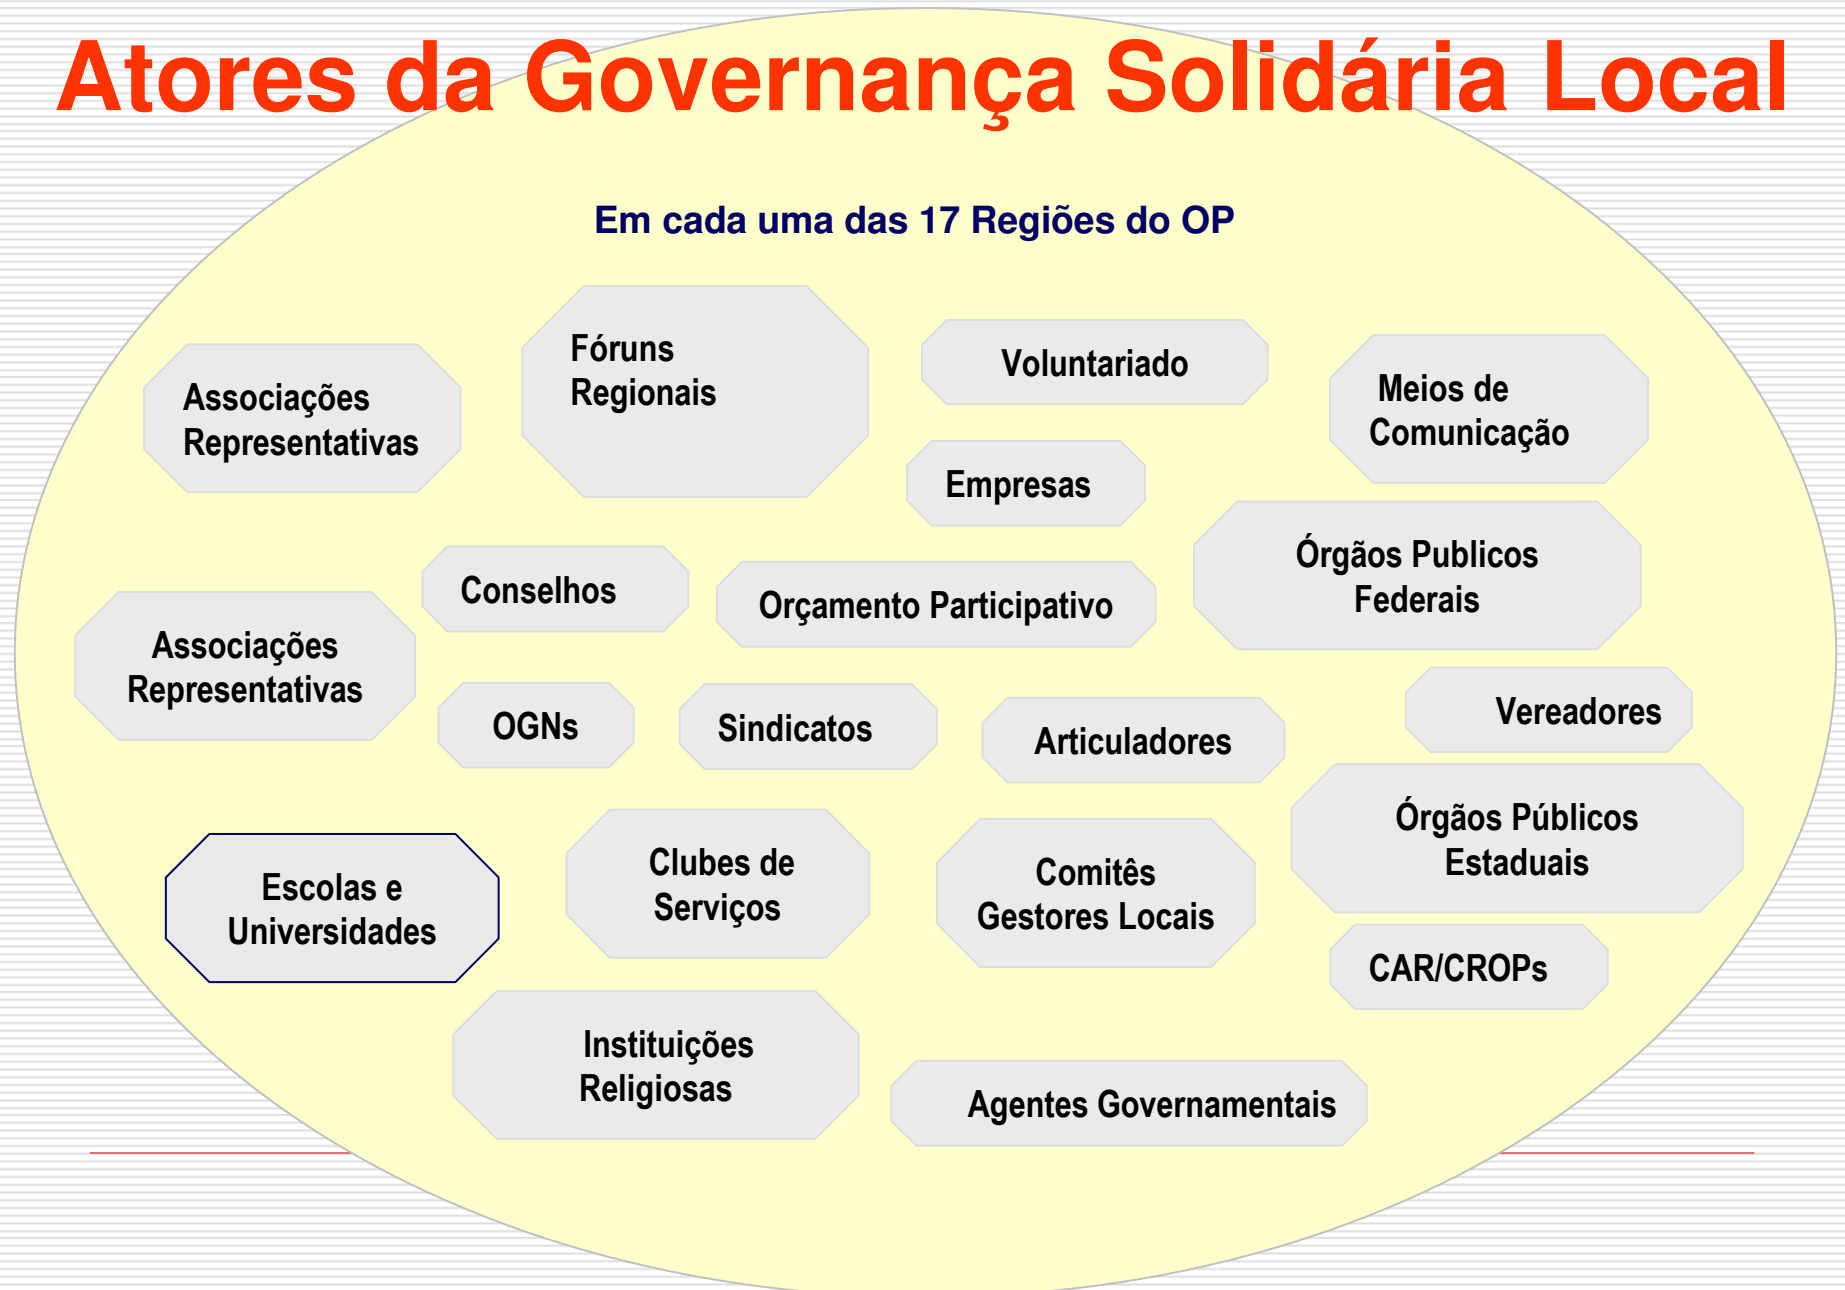 Atores da Governança Solidária Local
Em cada uma das 17 Regiões do OP
Associações
Representativas
Fóruns
Regionais
Voluntariado
Meios de
Comunicação
Empresas
Órgãos Publicos
Federais
Conselhos
Orçamento Participativo
Associações
Representativas
OGNs
Sindicatos
Articuladores
Vereadores
Órgãos Públicos
Estaduais
Escolas e
Universidades
Clubes de
Serviços
Comitês
Gestores Locais
CAR/CROPs
Instituições
Religiosas
Agentes Governamentais